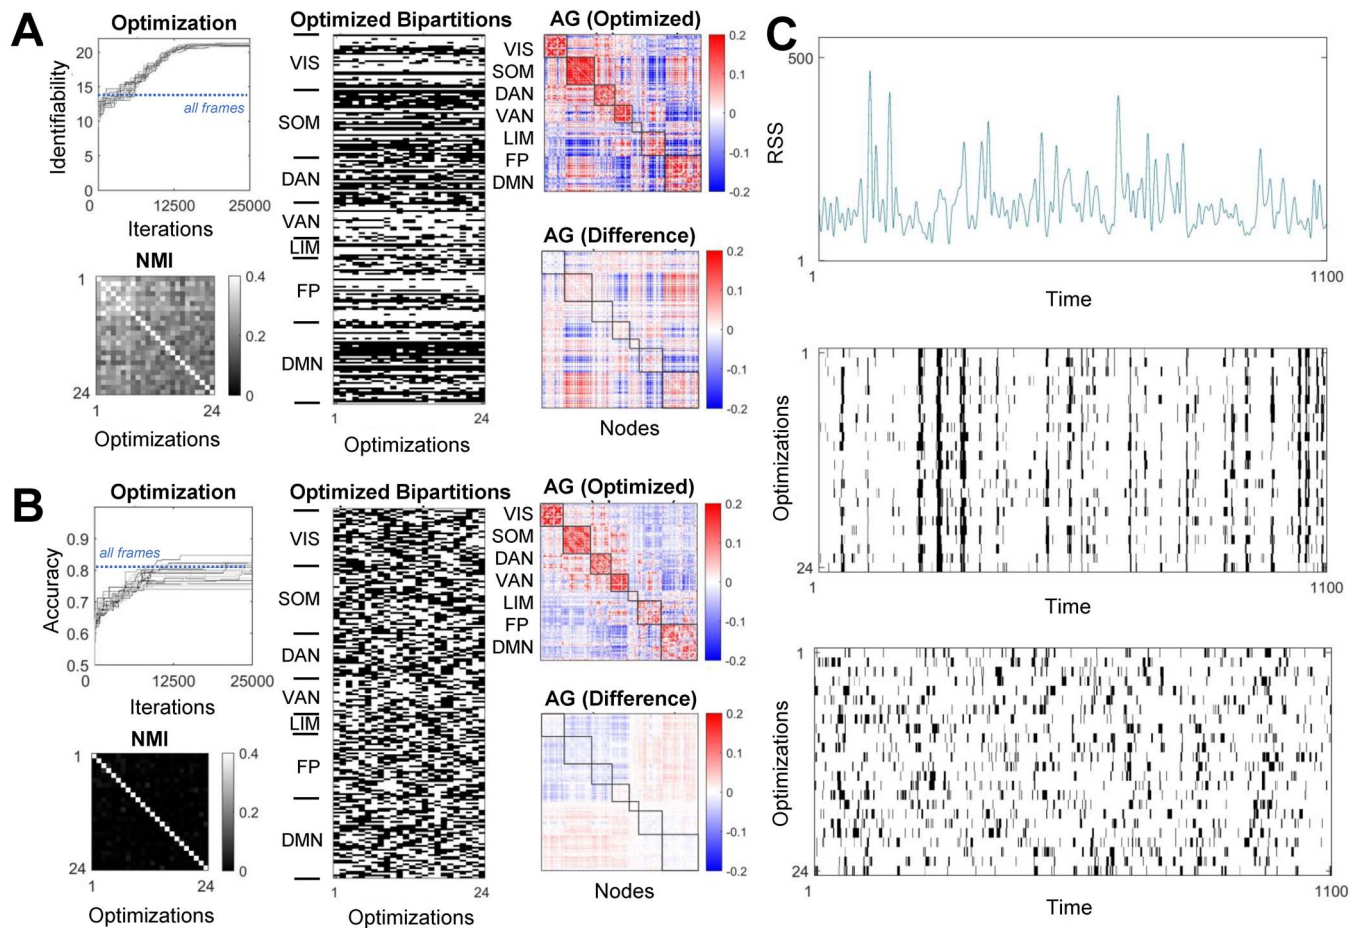 A
Optimization
Identifiability
20
15
10
5
0
all frames
0
12500
25000
Iterations
NMI
1
24
1
24
0.4
0.2
0
Optimizations
Optimized Bipartitions
VIS
SOM
DAN
VAN
LIM
FP
DMN
1
24
Optimizations
AG (Optimized)
VIS
SOM
DAN
VAN
LIM
FP
DMN
0.2
0.1
0
-0.1
-0.2
AG (Difference)
0.2
0.1
0
-0.1
-0.2
Nodes
B
Optimization
Accuracy
0.9
0.8
0.7
0.6
0.5
all frames
0
12500
25000
Iterations
NMI
1
24
1
24
0.4
0.2
0
Optimizations
Optimized Bipartitions
VIS
SOM
DAN
VAN
LIM
FP
DMN
1
24
Optimizations
AG (Optimized)
VIS
SOM
DAN
VAN
LIM
FP
DMN
0.2
0.1
0
-0.1
-0.2
AG (Difference)
0.2
0.1
0
-0.1
-0.2
Nodes
C
RSS
500
1
1
1100
Time
Optimizations
1
24
1
1100
Time
Optimizations
1
24
1
1100
Time